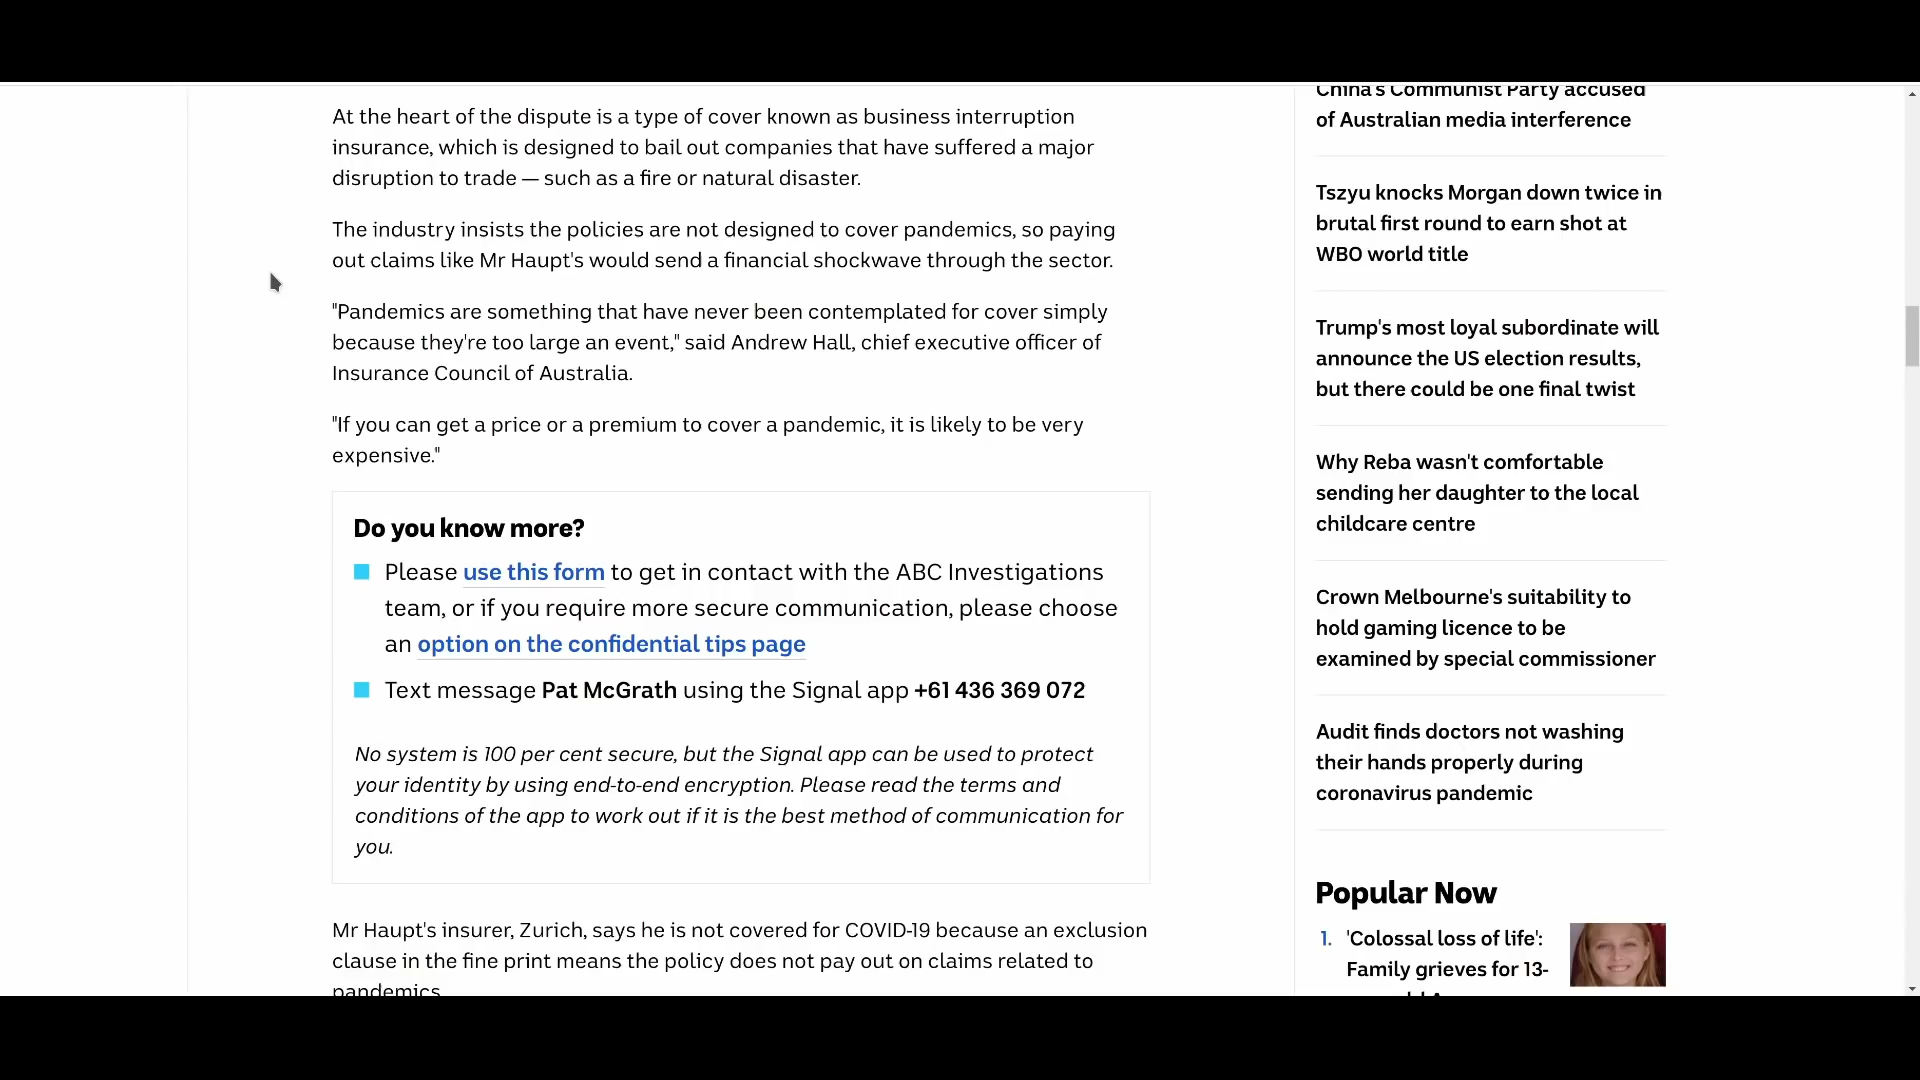 At the heart of the dispute is a type of cover known as business interruption
insurance, which is designed to bail out companies that have suffered a major
disruption to trade — such as a fire or natural disaster.
The industry insists the policies are not designed to cover pandemics, so paying
out claims like Mr Haupt's would send a financial shockwave through the sector.
"Pandemics are something that have never been contemplated for cover simply
because they're too large an event," said Andrew Hall, chief executive officer of
Insurance Council of Australia.
"If you can get a price or a premium to cover a pandemic, it is likely to be very
expensive."
Do you know more?
Please use this form to get in contact with the ABC Investigations
team, or if you require more secure communication, please choose
an option on the confidential tips page
Text message Pat McGrath using the Signal app +61 436 369 072
No system is 100 per cent secure, but the Signal app can be used to protect
your identity by using end-to-end encryption. Please read the terms and
conditions of the app to work out if it is the best method of communication for
you.
Mr Haupt's insurer, Zurich, says he is not covered for COVID-19 because an exclusion
clause in the fine print means the policy does not pay out on claims related to
pandemics
China's Communist Party accused
of Australian media interference
Tszyu knocks Morgan down twice in
brutal first round to earn shot at
WBO world title
Trump's most loyal subordinate will
announce the US election results,
but there could be one final twist
Why Reba wasn't comfortable
sending her daughter to the local
childcare centre
Crown Melbourne's suitability to
hold gaming licence to be
examined by special commissioner
Audit finds doctors not washing
their hands properly during
coronavirus pandemic
Popular Now
1. 'Colossal loss of life':
Family grieves for 13-